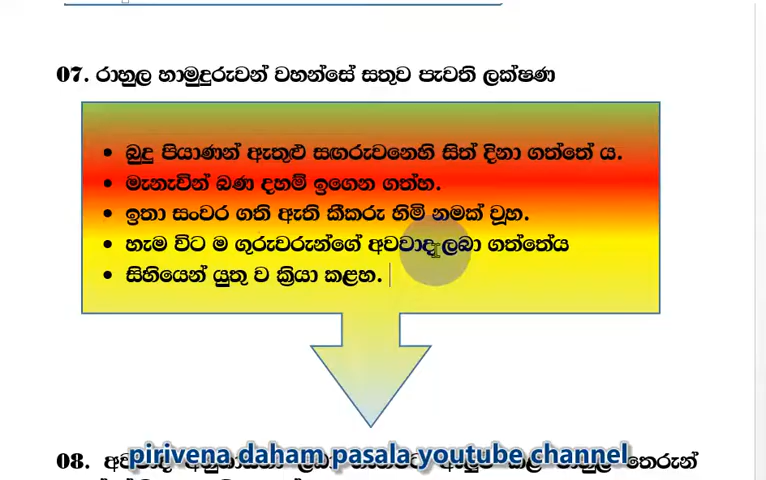 07. රාහුල හාමුදුරුවන් වහන්සේ සතුව පැවති ලක්ෂණ
• බුදු පියාණන් ඇතුළු සඟරුවනෙහි සිත් දිනා ගත්තේ ය.
• මැනැවින් බණ දහම් ඉගෙන ගත්හ.
• ඉතා සංවර ගති ඇති කීකරු හිමි නමක් වූහ.
• හැම විට ම ගුරුවරුන්ගේ අවවාද ලබා ගත්තේය
• සිහියෙන් යුතු ව ක්‍රියා කළහ.
pirivena daham pasala youtube channel
08. තෙරුන්